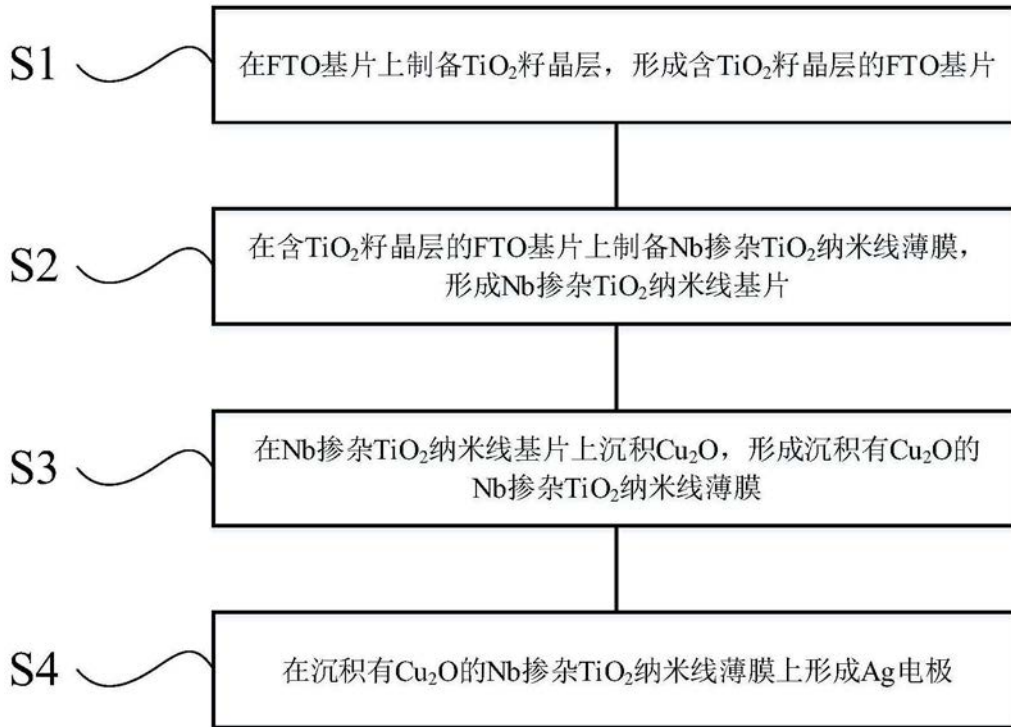 S1
在FTO基片上制备TiO₂籽晶层，形成含TiO₂籽晶层的FTO基片
S2
在含TiO₂籽晶层的FTO基片上制备Nb掺杂TiO₂纳米线薄膜，
形成Nb掺杂TiO₂纳米线基片
S3
在Nb掺杂TiO₂纳米线基片上沉积Cu₂O，形成沉积有Cu₂O的
Nb掺杂TiO₂纳米线薄膜
S4
在沉积有Cu₂O的Nb掺杂TiO₂纳米线薄膜上形成Ag电极